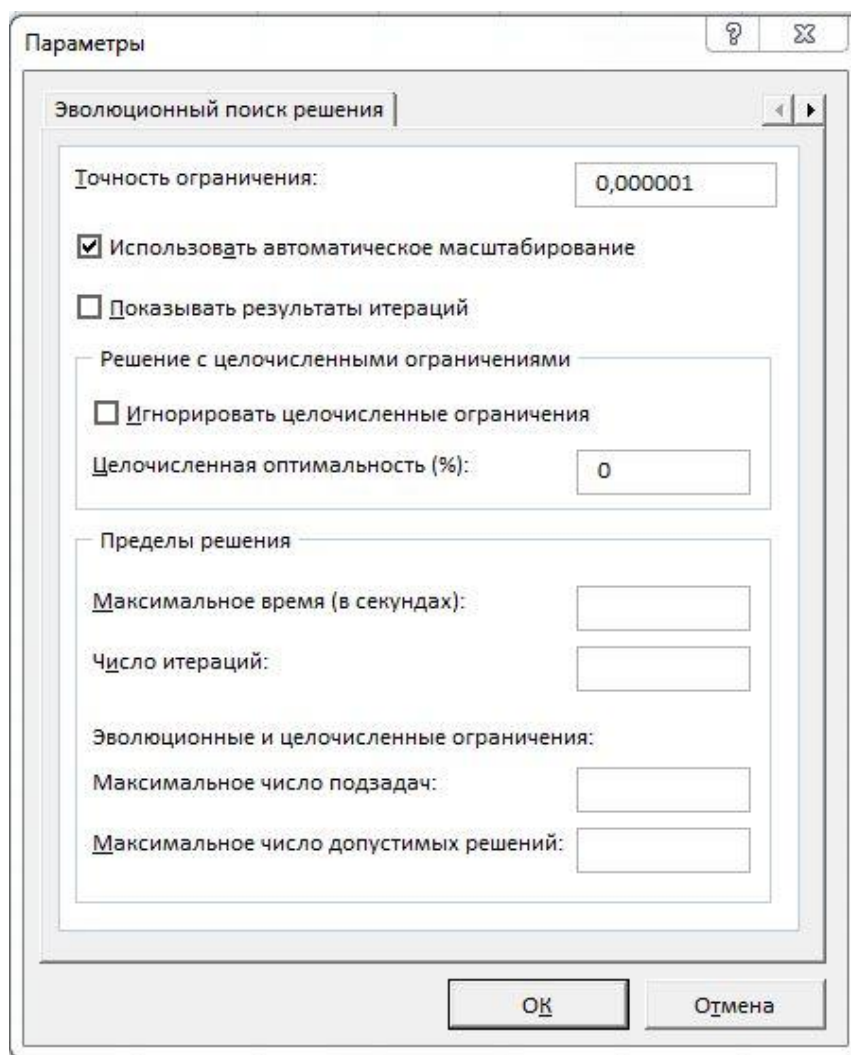 Параметры
Эволюционный поиск решения
Точность ограничения: 0,000001
Использовать автоматическое масштабирование
Показывать результаты итераций
Решение с целочисленными ограничениями
Игнорировать целочисленные ограничения
Целочисленная оптимальность (%): 0
Пределы решения
Максимальное время (в секундах):
Число итераций:
Эволюционные и целочисленные ограничения:
Максимальное число подзадач:
Максимальное число допустимых решений:
ОК Отмена